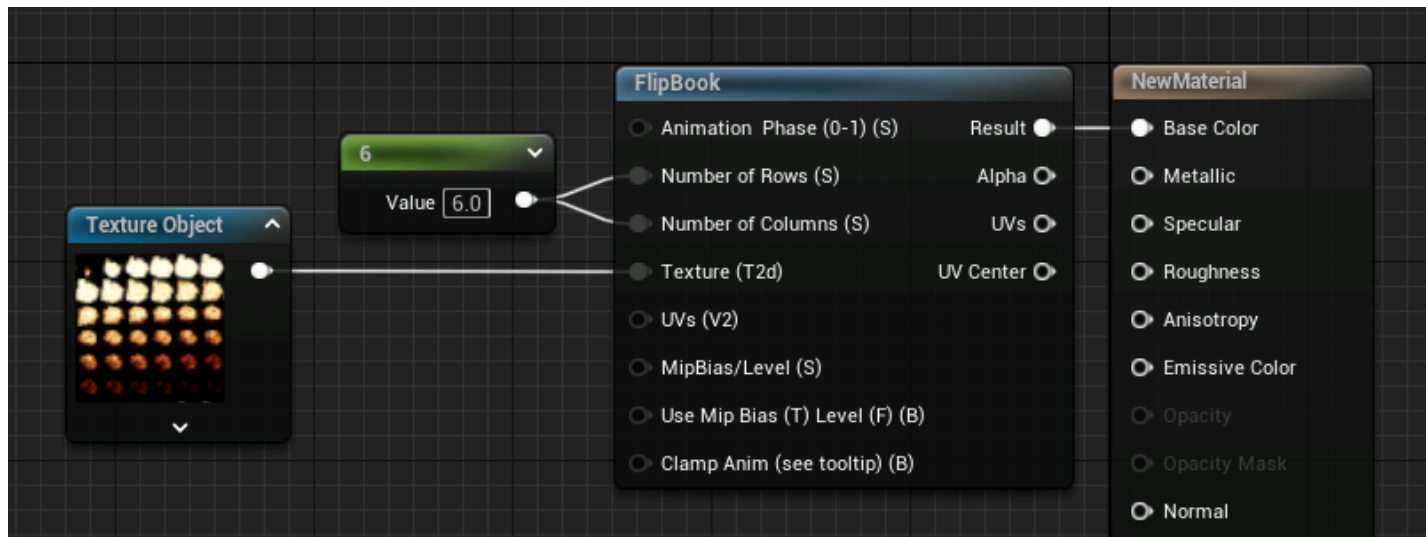 FlipBook
NewMaterial
Animation Phase (0-1) (S)
Result
Base Color
6
Number of Rows (S)
Alpha
Metallic
Value 6.0
Texture Object
Number of Columns (S)
UVs
Specular
Texture (T2d)
UV Center
Roughness
UVs (V2)
Anisotropy
MipBias/Level (S)
Emissive Color
Use Mip Bias (T) Level (F) (B)
Opacity
Clamp Anim (see tooltip) (B)
Opacity Mask
Normal